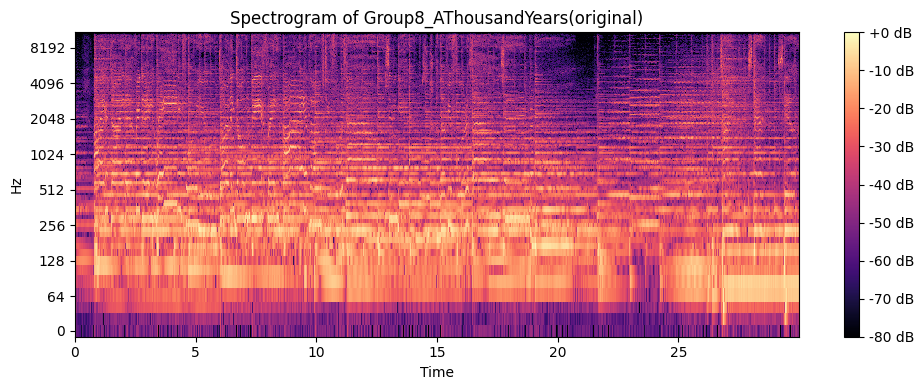 Spectrogram of Group8_AThousandYears(original)
+0 dB
8192
-10 dB
4096
-20 dB
2048
-30 dB
1024
-40 dB
Hz
512
-50 dB
256
-60 dB
128
-70 dB
64
0
-80 dB
0 5 10 15 20 25
Time